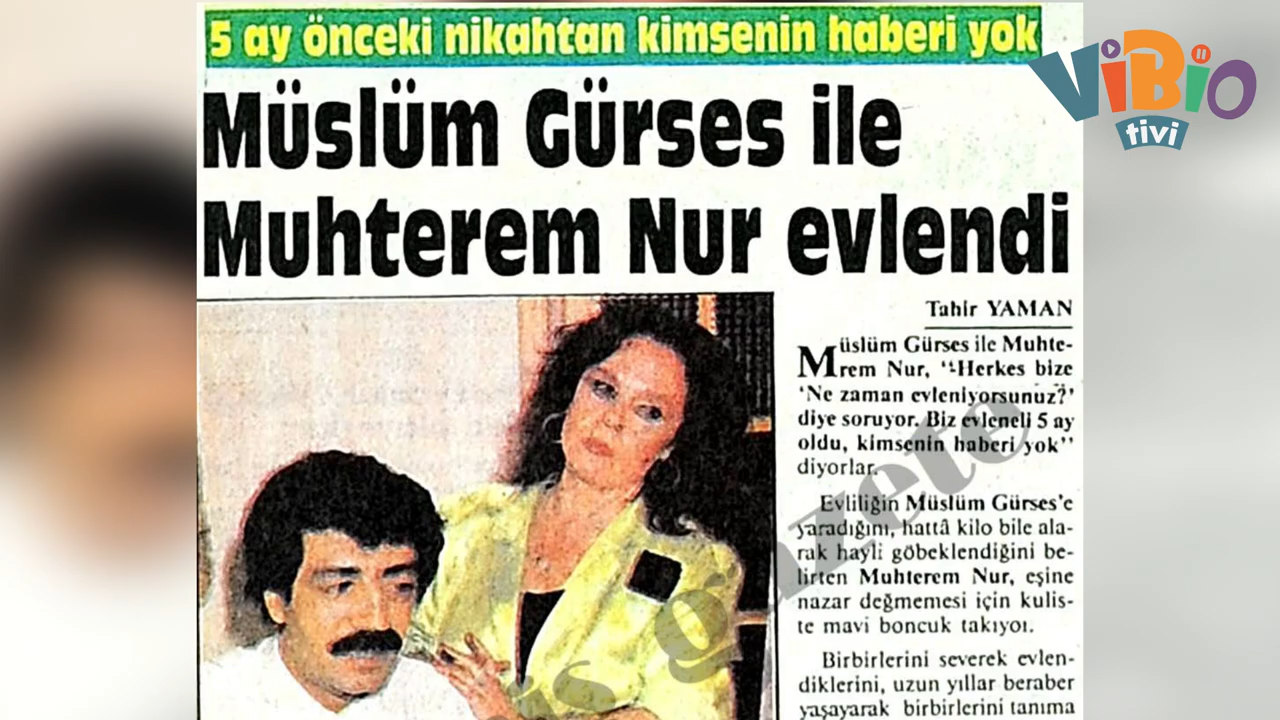 5 ay önceki nikahtan kimsenin haberi yok
ViBiO
tivi
Müslüm Gürses ile
Muhterem Nur evlendi
Tahir YAMAN
Müslüm Gürses ile Muhte-
rem Nur, "Herkes bize
'Ne zaman evleniyorsunuz?'
diye soruyor. Biz evleneli 5 ay
oldu, kimsenin haberi yok"
diyorlar.
Evliliğin Müslüm Gürses'e
yaradığını, hattâ kilo bile ala-
rak hayli göbeklendiğini be-
lirten Muhterem Nur, eşine
nazar değmemesi için kulis-
te mavi boncuk takıyor.
Birbirlerini severek evlen-
diklerini, uzun yıllar beraber
yaşayarak birbirlerini tanıma
gazete